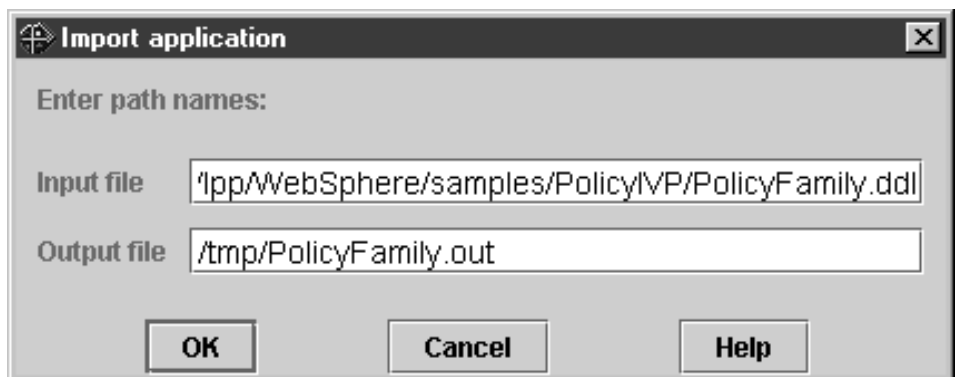 Import application
Enter path names:
Input file /lpp/WebSphere/samples/PolicyIVP/PolicyFamily.ddl
Output file /tmp/PolicyFamily.out
OK Cancel Help